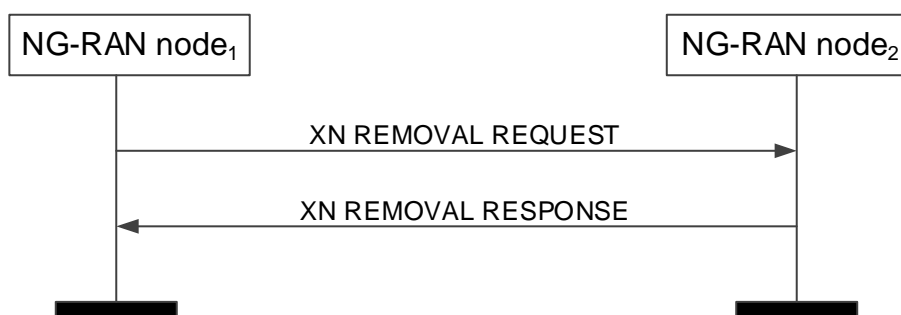 NG-RAN node₁
NG-RAN node₂
XN REMOVAL REQUEST
XN REMOVAL RESPONSE